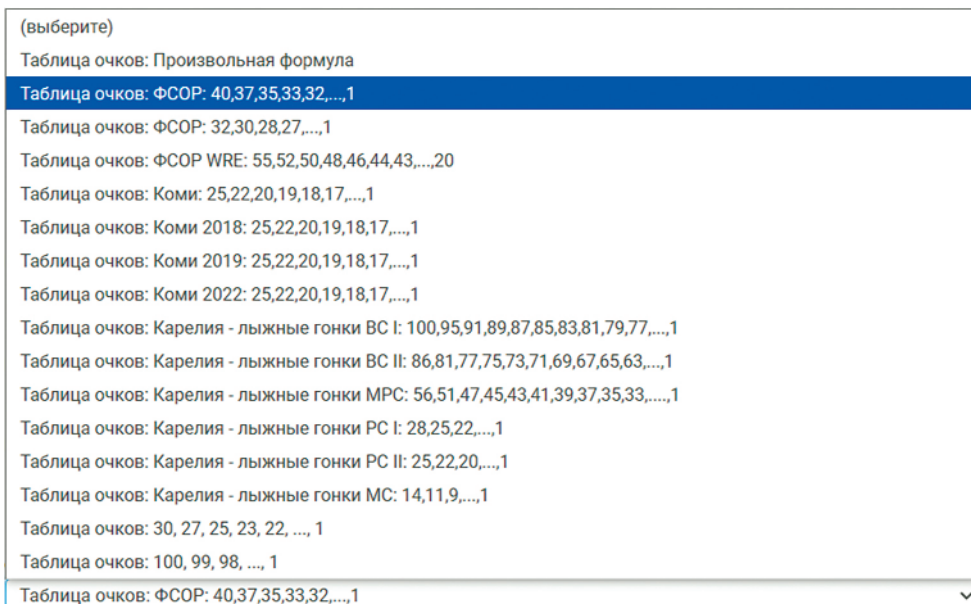 (выберите)
Таблица очков: Произвольная формула
Таблица очков: ФСОР: 40,37,35,33,32,...,1
Таблица очков: ФСОР: 32,30,28,27,...,1
Таблица очков: ФСОР WRE: 55,52,50,48,46,44,43,...,20
Таблица очков: Коми: 25,22,20,19,18,17,...,1
Таблица очков: Коми 2018: 25,22,20,19,18,17,...,1
Таблица очков: Коми 2019: 25,22,20,19,18,17,...,1
Таблица очков: Коми 2022: 25,22,20,19,18,17,...,1
Таблица очков: Карелия - лыжные гонки ВС I: 100,95,91,89,87,85,83,81,79,77,...,1
Таблица очков: Карелия - лыжные гонки ВС II: 86,81,77,75,73,71,69,67,65,63,...,1
Таблица очков: Карелия - лыжные гонки МРС: 56,51,47,45,43,41,39,37,35,33,....,1
Таблица очков: Карелия - лыжные гонки РС I: 28,25,22,...,1
Таблица очков: Карелия - лыжные гонки РС II: 25,22,20,...,1
Таблица очков: Карелия - лыжные гонки МС: 14,11,9,...,1
Таблица очков: 30, 27, 25, 23, 22, ..., 1
Таблица очков: 100, 99, 98, ..., 1
Таблица очков: ФСОР: 40,37,35,33,32,...,1